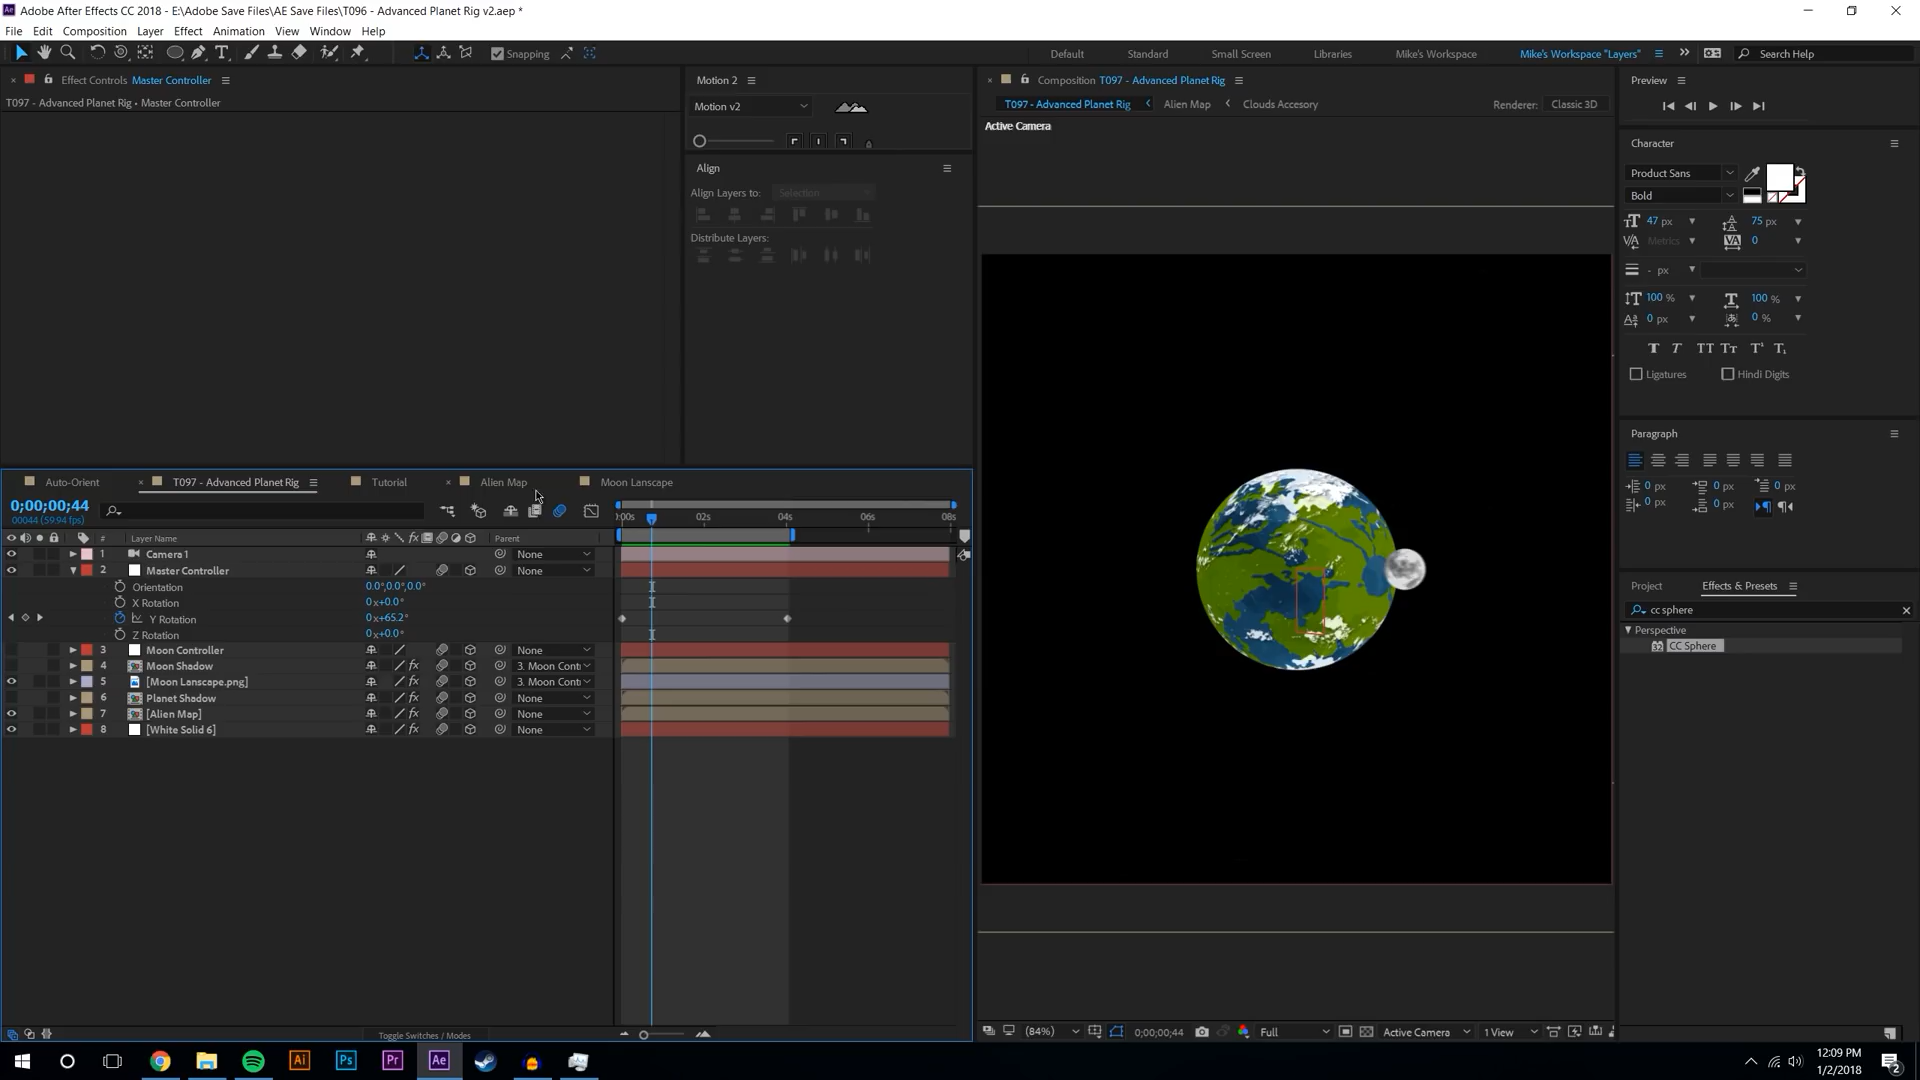 Adobe After Effects CC 2018 - E:\Adobe Save Files\AE Save Files\T096 - Advanced Planet Rig v2.aep *
File Edit Composition Layer Effect Animation View Window Help
Snapping
Default Standard Small Screen Libraries Mike's Workspace Mike's Workspace "Layers" Search Help
Effect Controls Master Controller
T097 - Advanced Planet Rig • Master Controller
Motion 2
Motion v2
Align
Align Layers to: Selection
Distribute Layers:
Composition T097 - Advanced Planet Rig
T097 - Advanced Planet Rig Alien Map Clouds Accesory
Renderer: Classic 3D
Active Camera
Preview
Character
Product Sans
Bold
47 px 75 px
Metrics 0
- px
100 % 100 %
0 px 0 %
Ligatures Hindi Digits
Paragraph
0 px 0 px 0 px
0 px 0 px
Project Effects & Presets
cc sphere
Perspective
CC Sphere
Auto-Orient T097 - Advanced Planet Rig Tutorial Alien Map Moon Lanscape
0;00;00;44
00044 (59.94 fps)
:00s 02s 04s 06s 08s
# Layer Name Parent
1 Camera 1 None
2 Master Controller None
Orientation 0.0°,0.0°,0.0°
X Rotation 0x+0.0°
Y Rotation 0x+65.2°
Z Rotation 0x+0.0°
3 Moon Controller None
4 Moon Shadow 3. Moon Cont
5 [Moon Lanscape.png] 3. Moon Cont
6 Planet Shadow None
7 [Alien Map] None
8 [White Solid 6] None
Toggle Switches / Modes
(84%) 0;00;00;44 Full Active Camera 1 View
12:09 PM
1/2/2018
2